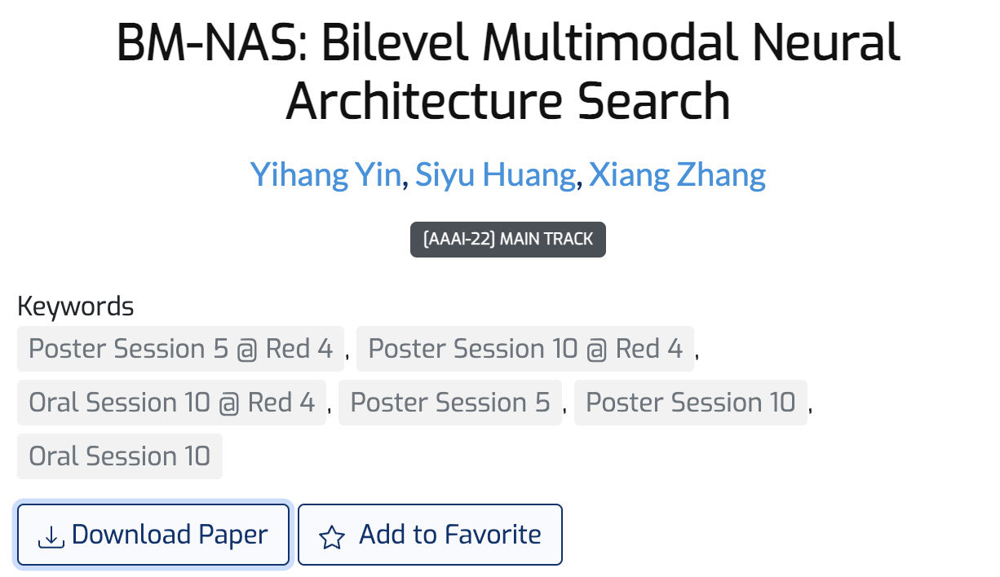 BM-NAS: Bilevel Multimodal Neural
Architecture Search
Yihang Yin, Siyu Huang, Xiang Zhang
[AAAI-22] MAIN TRACK
Keywords
Poster Session 5 @ Red 4 , Poster Session 10 @ Red 4 ,
Oral Session 10 @ Red 4 , Poster Session 5 , Poster Session 10 ,
Oral Session 10
Download Paper Add to Favorite